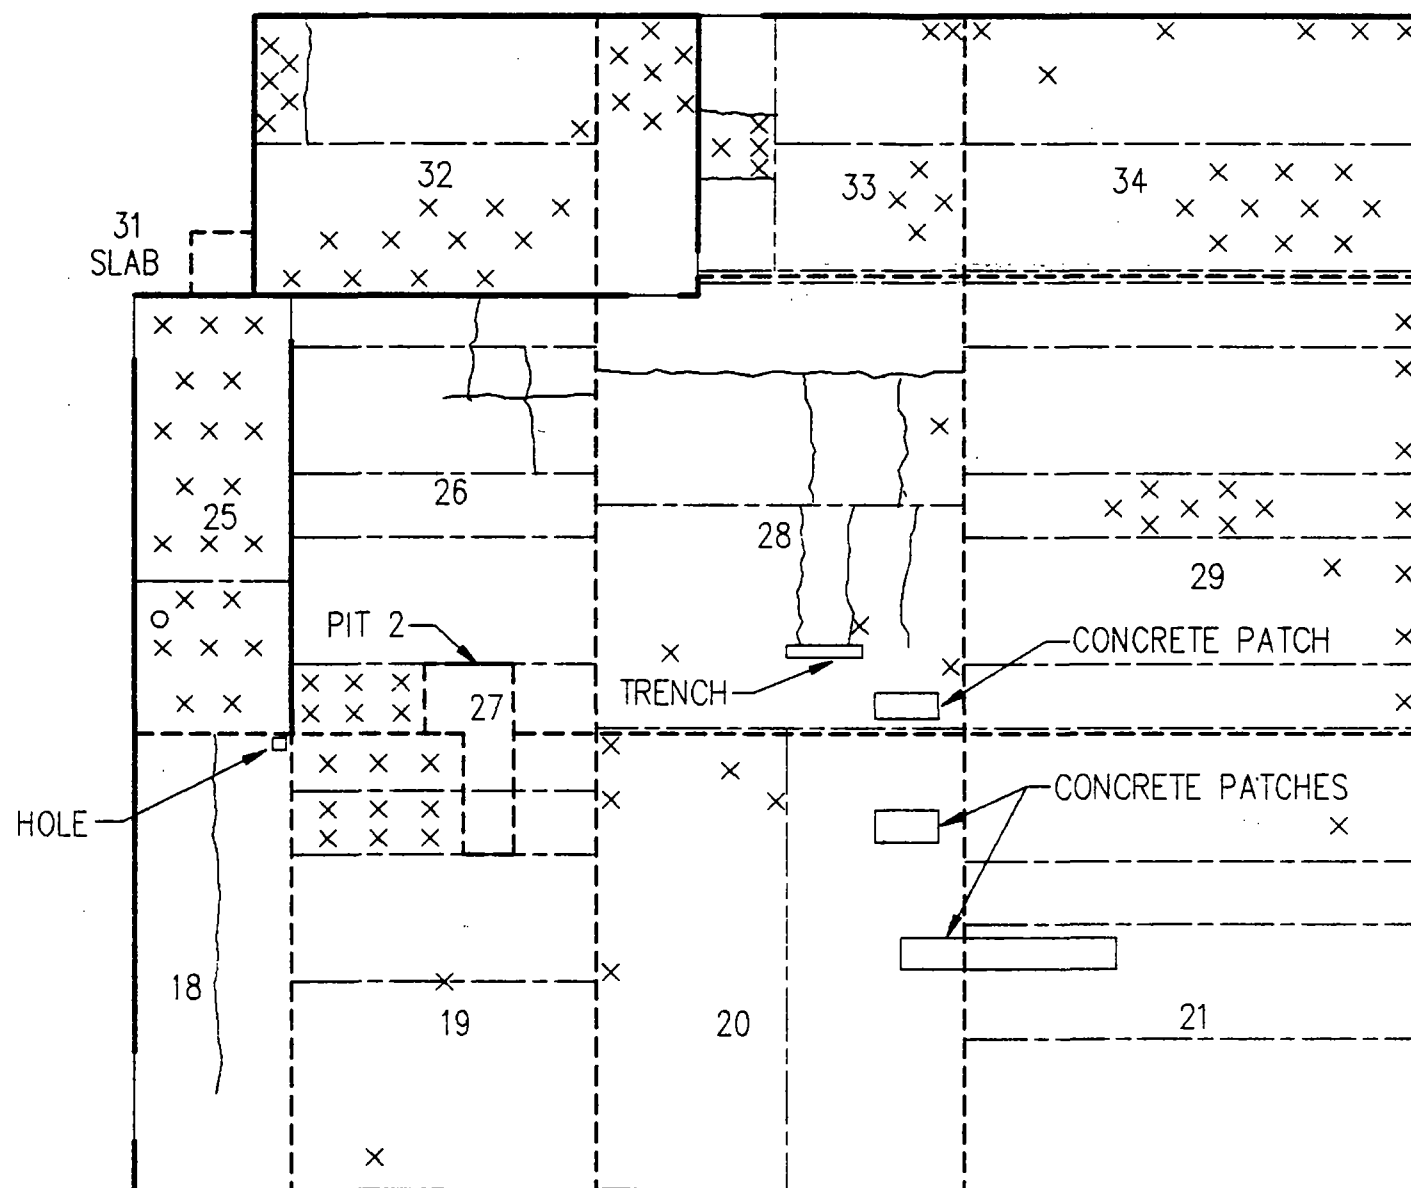 32
33
34
31
SLAB
26
25
28
29
PIT 2
CONCRETE PATCH
TRENCH
27
CONCRETE PATCHES
HOLE
18
19
20
21